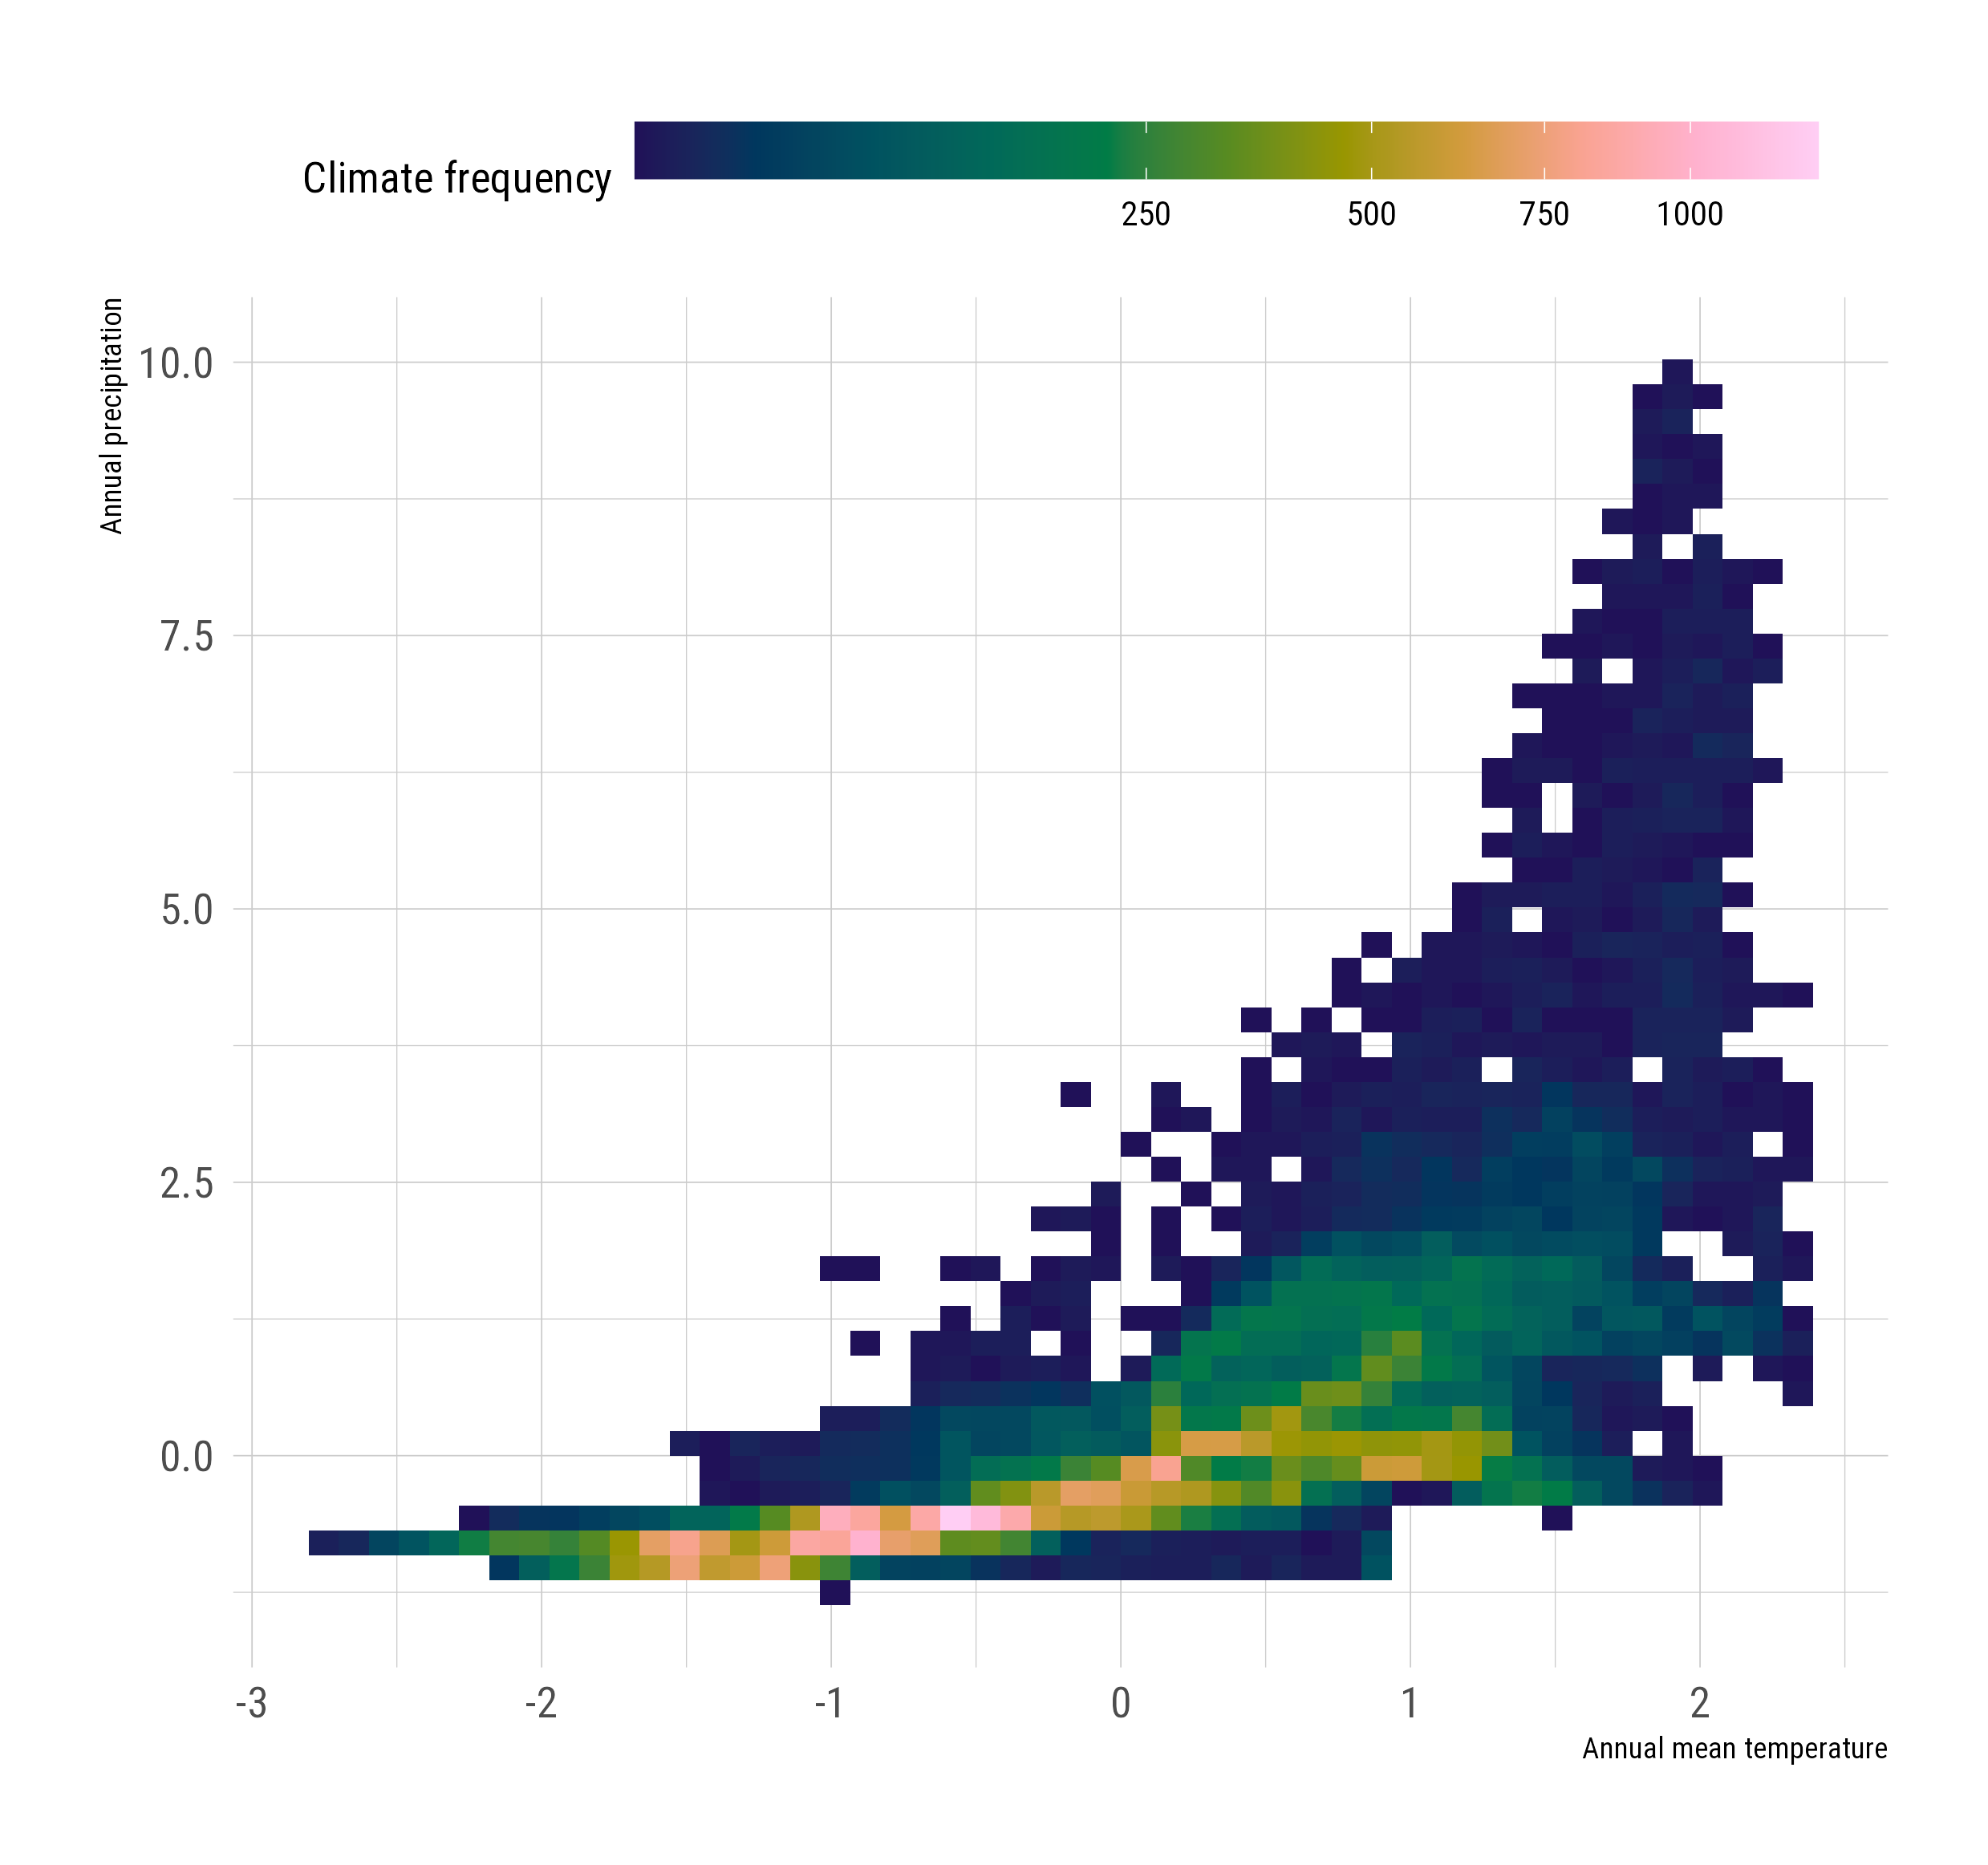 Climate frequency
250 500 750 1000
Annual precipitation
10.0
7.5
5.0
2.5
0.0
-3 -2 -1 0 1 2
Annual mean temperature